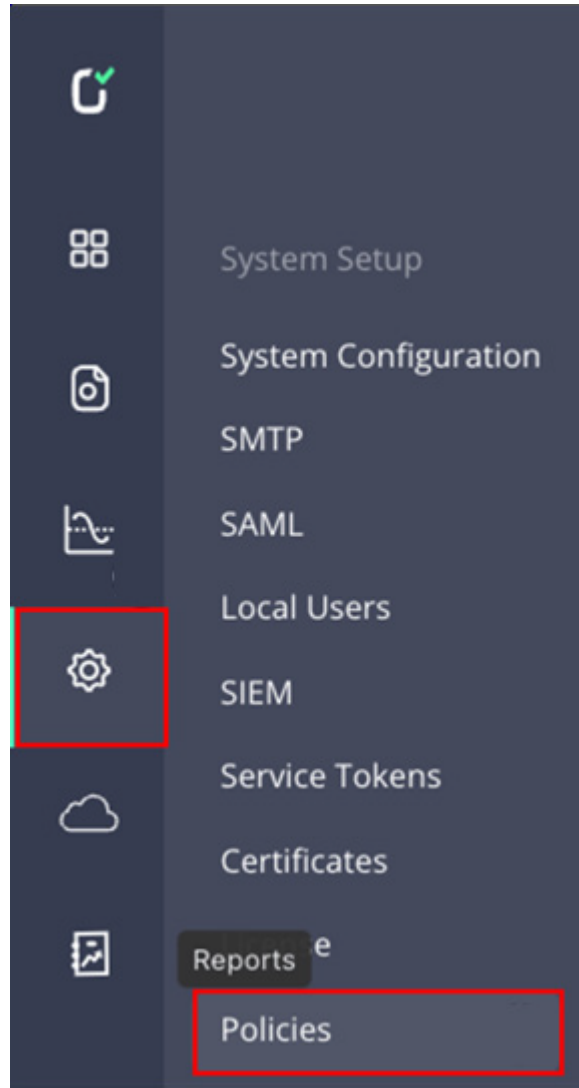 System Setup
System Configuration
SMTP
SAML
Local Users
SIEM
Service Tokens
Certificates
Reports
Policies